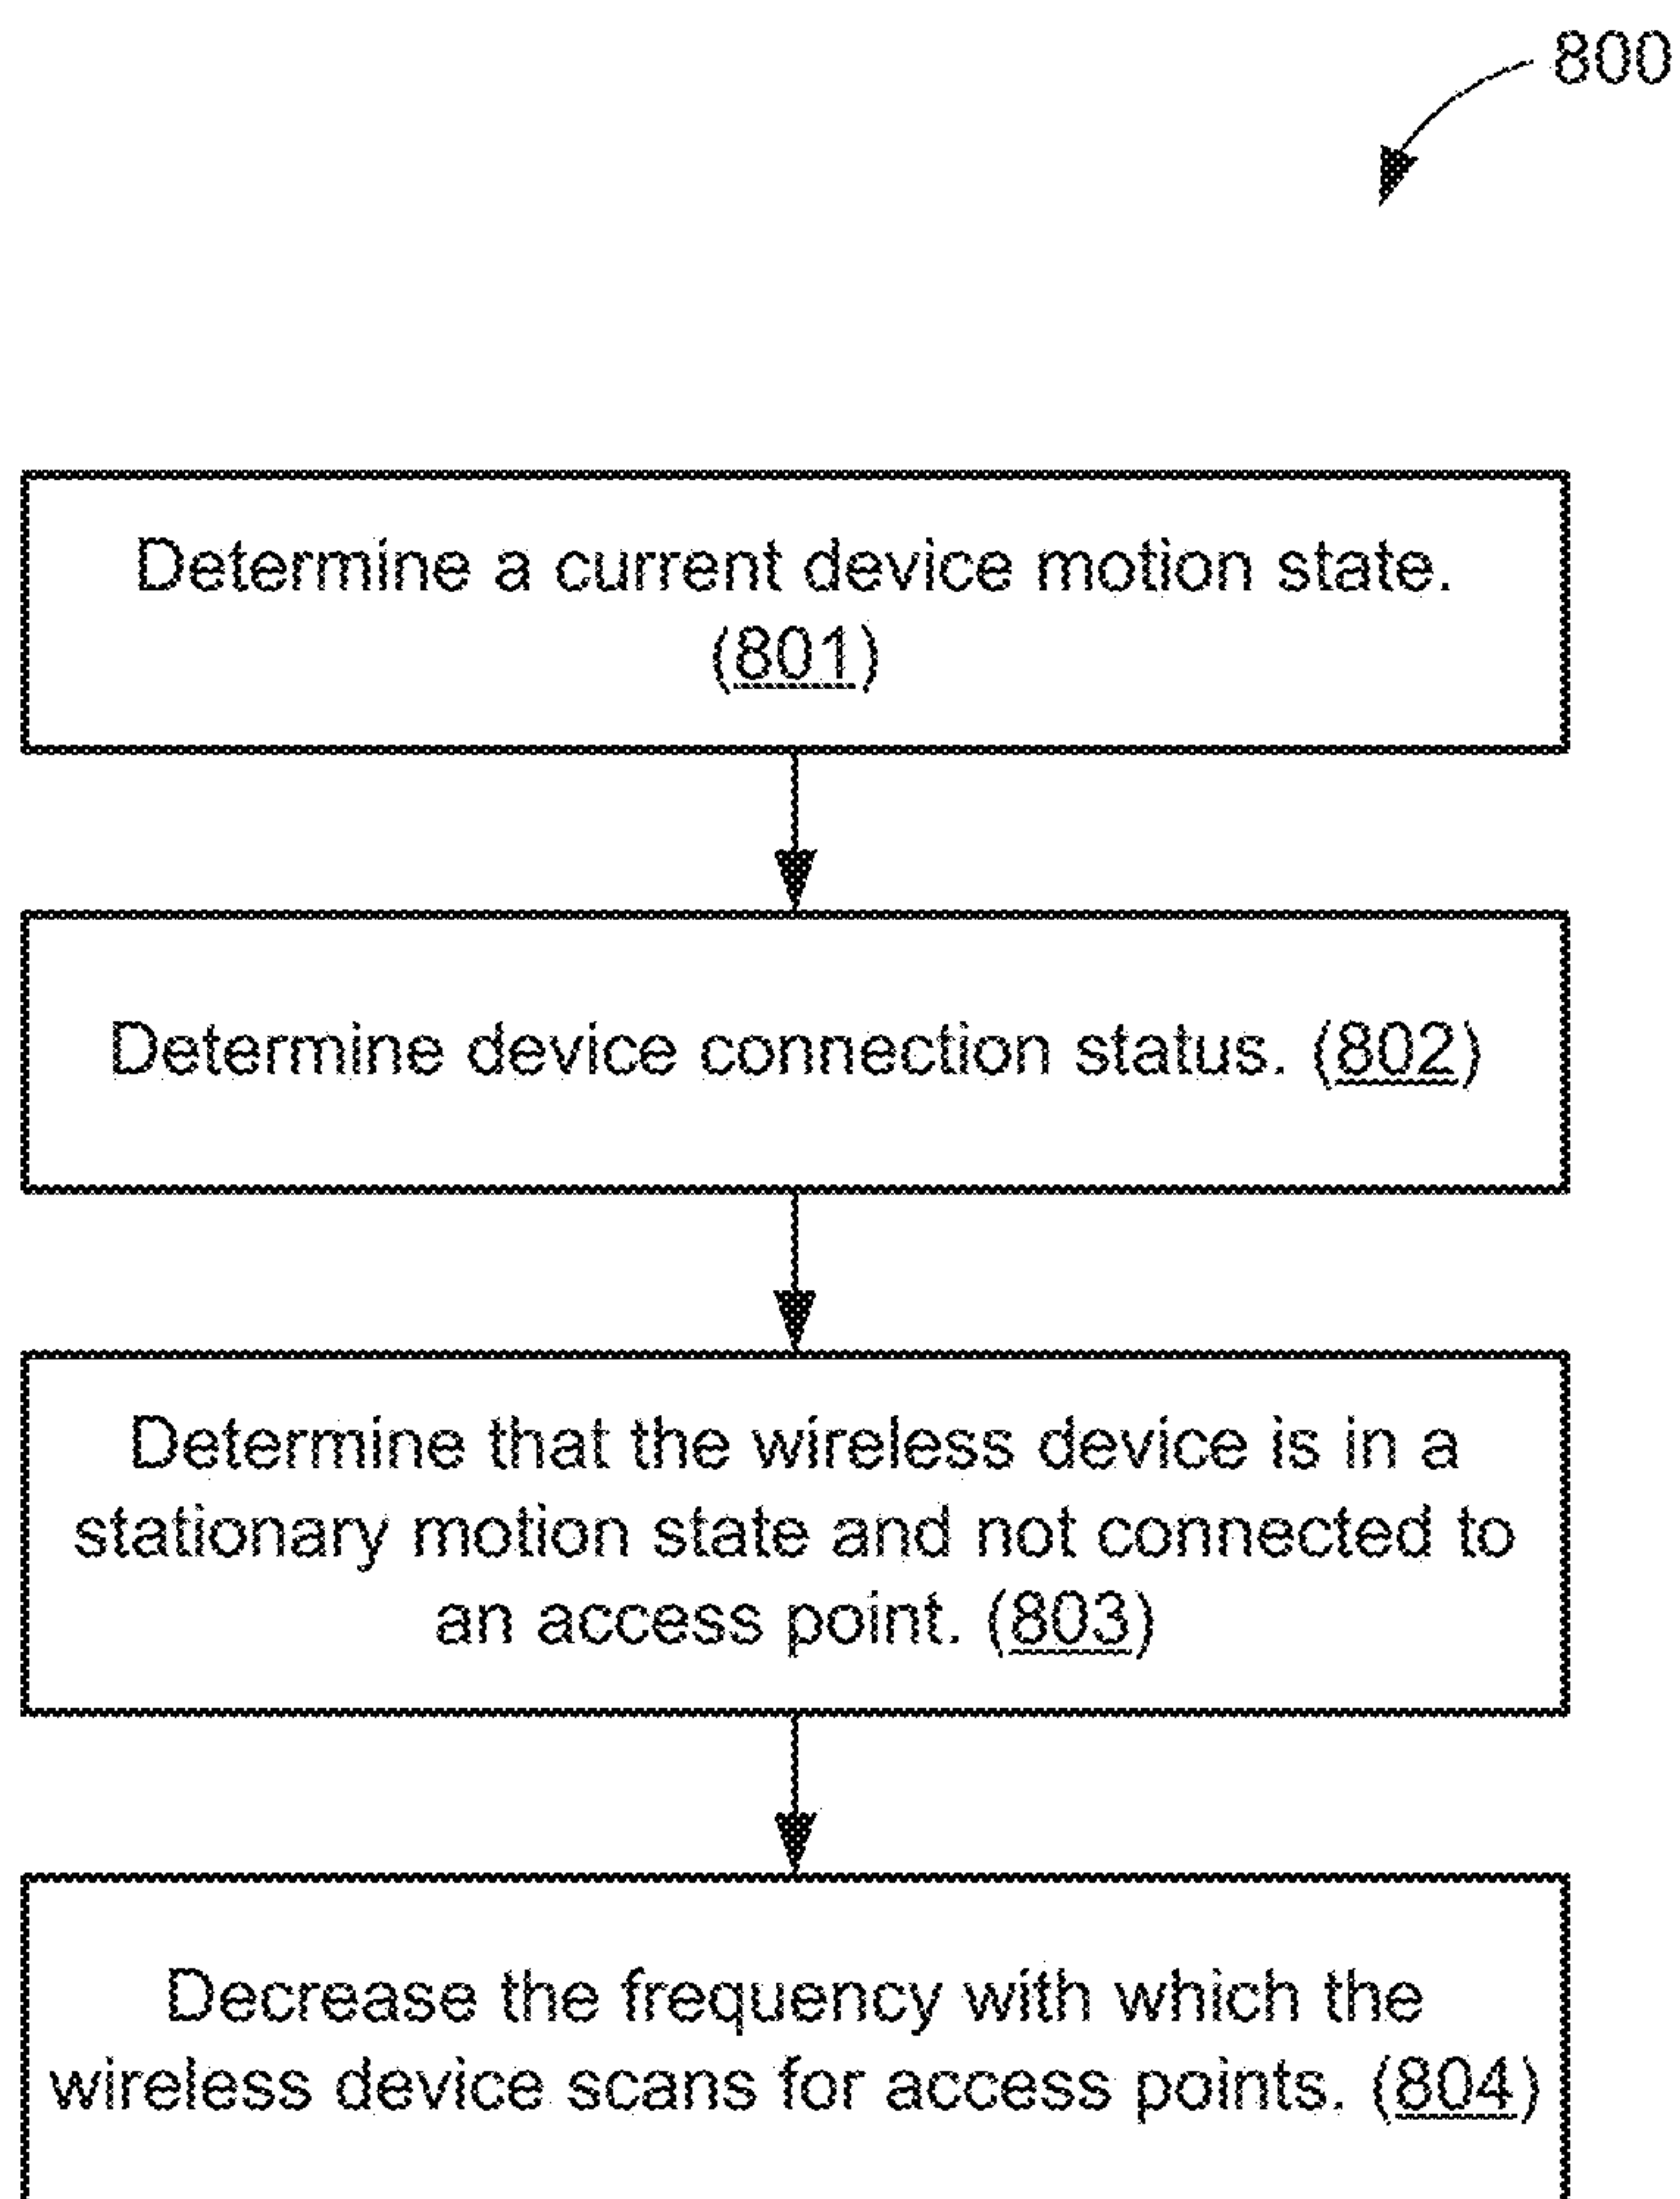 800
Determine a current device motion state.
(801)
Determine device connection status. (802)
Determine that the wireless device is in a
stationary motion state and not connected to
an access point. (803)
Decrease the frequency with which the
wireless device scans for access points. (804)